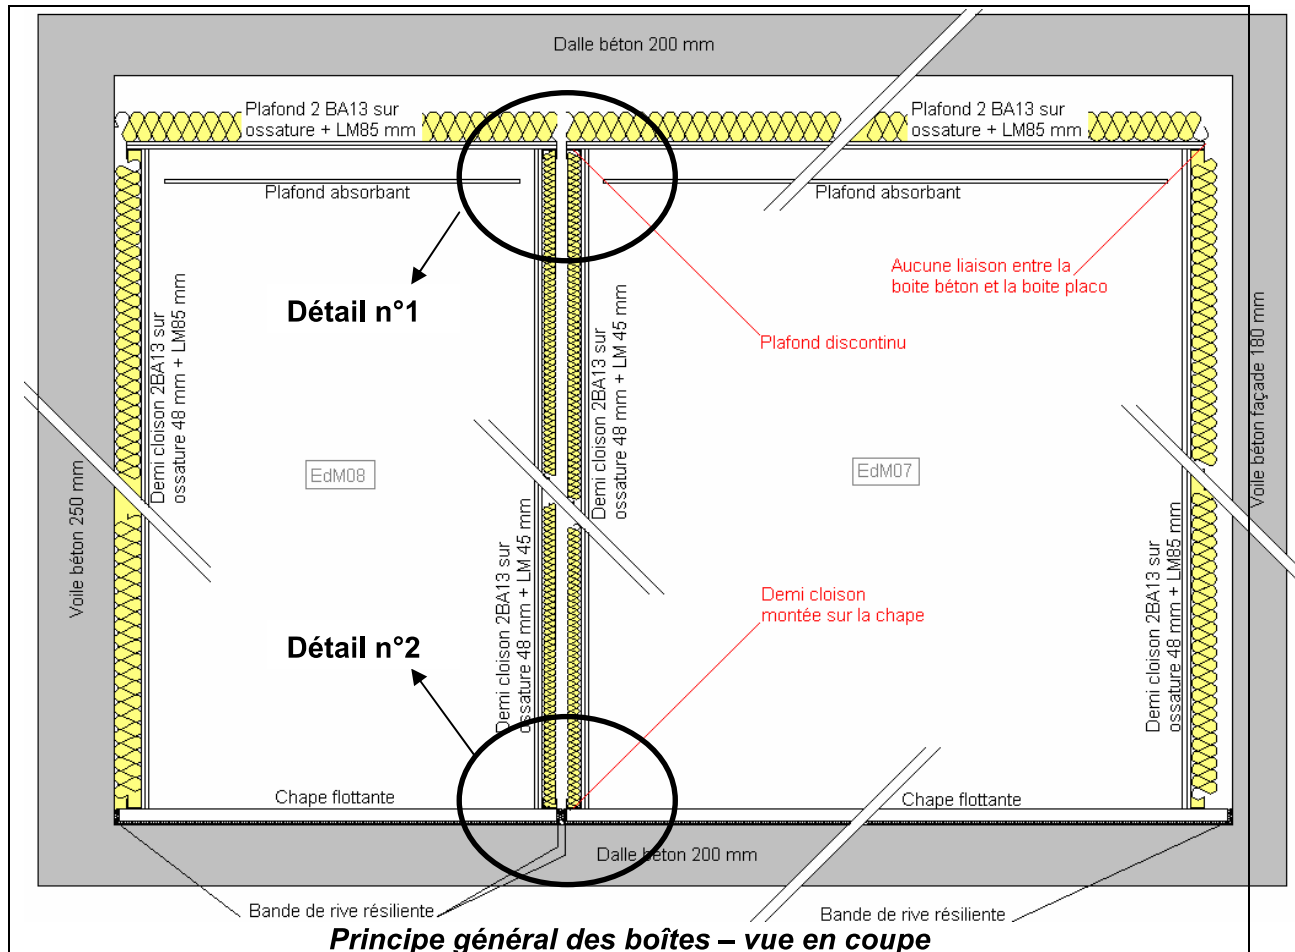 Dalle béton 200 mm
Plafond 2 BA13 sur
ossature + LM85 mm
Plafond 2 BA13 sur
ossature + LM85 mm
Plafond absorbant
Plafond absorbant
Aucune liaison entre la
boite béton et la boite placo
Détail n°1
Plafond discontinu
Demi cloison 2BA13 sur
ossature 48 mm + LM85 mm
Demi cloison 2BA13 sur
ossature 48 mm + LM 45 mm
Voile béton façade 180 mm
EdM08
EdM07
Voile béton 250 mm
Demi cloison 2BA13 sur
ossature 48 mm + LM 45 mm
Demi cloison 2BA13 sur
ossature 48 mm + LM85 mm
Demi cloison
montée sur la chape
Détail n°2
Chape flottante
Chape flottante
Dalle béton 200 mm
Bande de rive résiliente
Bande de rive résiliente
Principe général des boîtes – vue en coupe